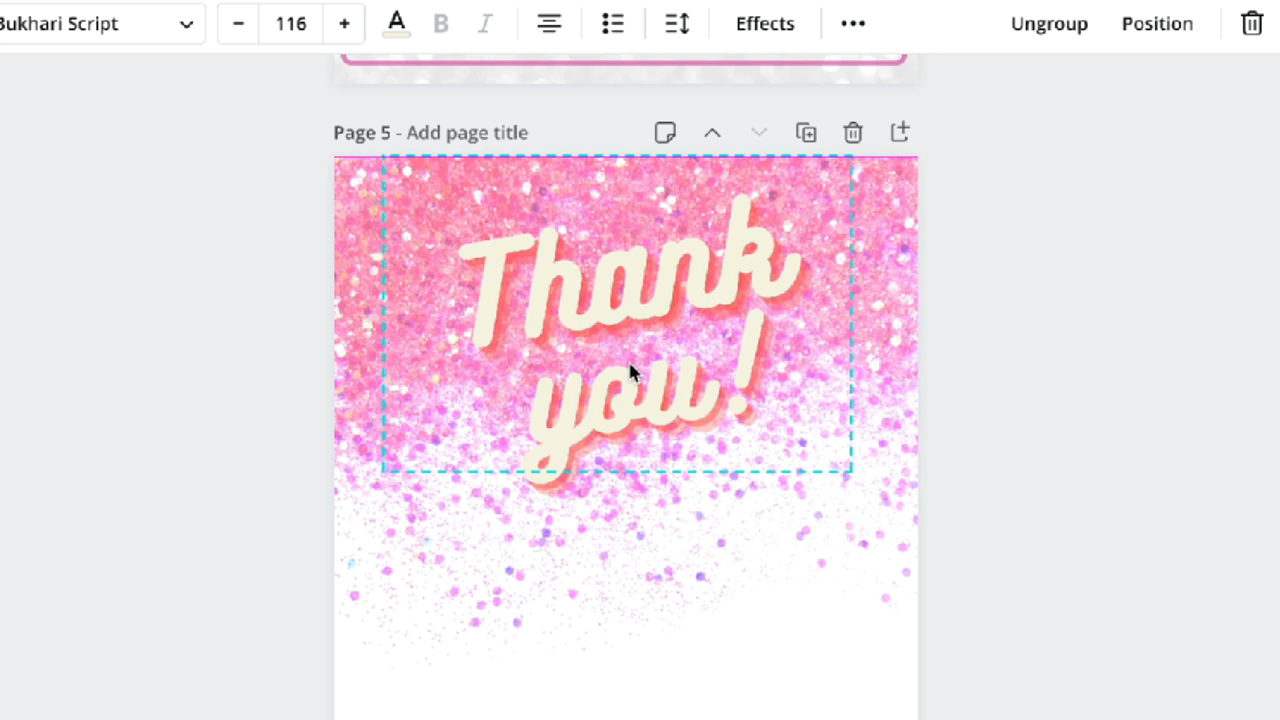 Bukhari Script
- 116 +
A B I
Effects
Ungroup
Position
Page 5 - Add page title
Thank
you!